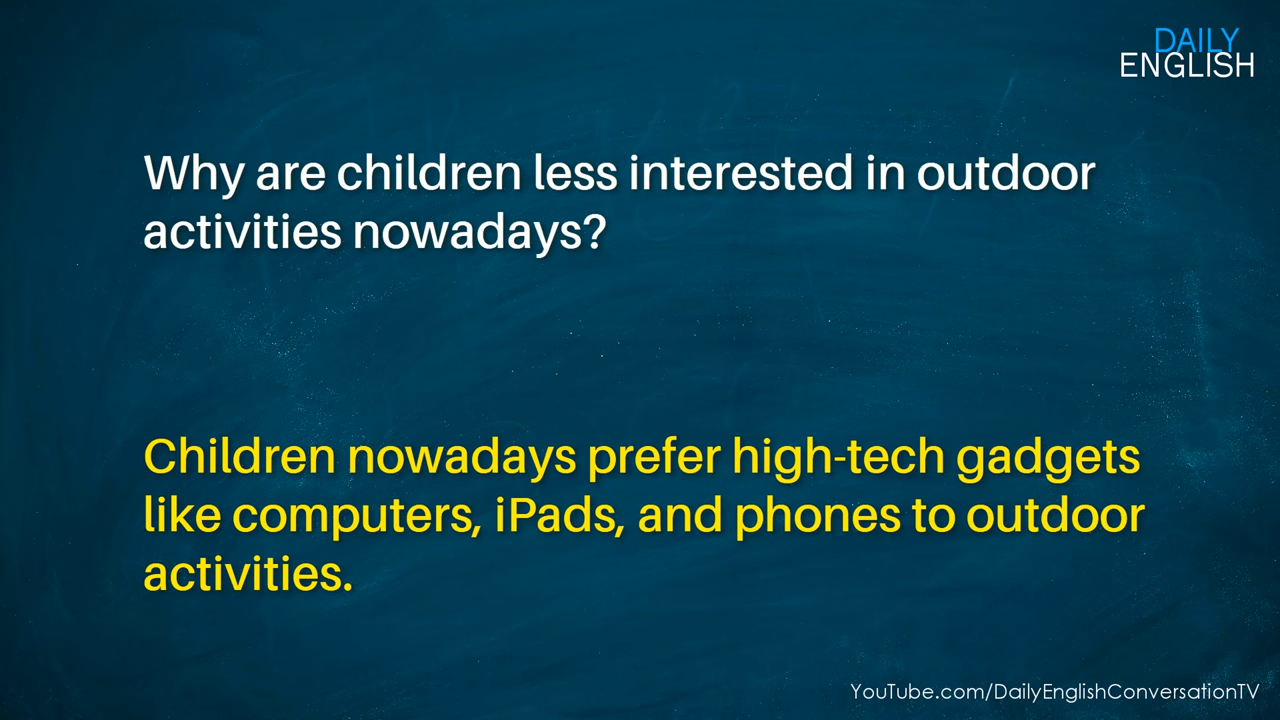 DAILY
ENGLISH
Why are children less interested in outdoor
activities nowadays?
Children nowadays prefer high-tech gadgets
like computers, iPads, and phones to outdoor
activities.
YouTube.com/DailyEnglishConversationTV